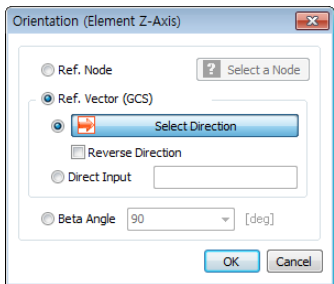 Orientation (Element Z-Axis)
Ref. Node
? Select a Node
Ref. Vector (GCS)
Select Direction
Reverse Direction
Direct Input
Beta Angle 90 [deg]
OK Cancel